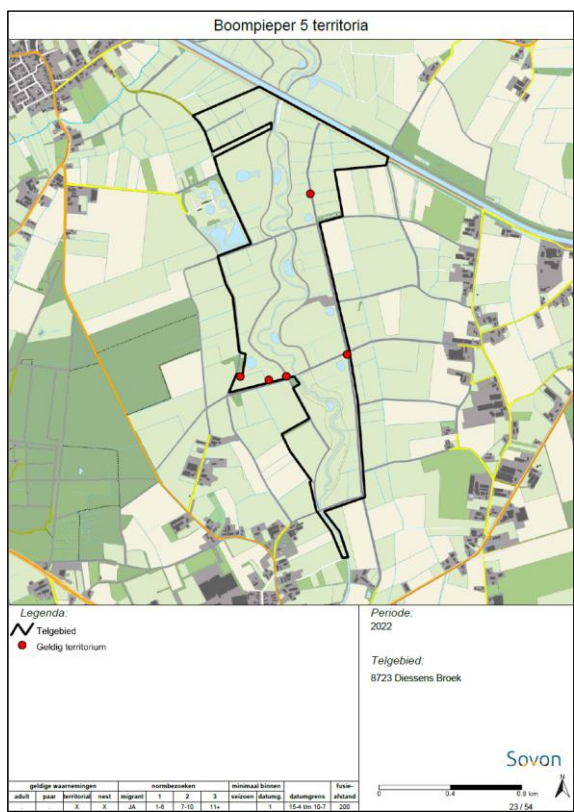 Boompieper 5 territoria
Legenda:
Telgebied
Geldig territorium
Periode:
2022
Telgebied:
8723 Diessens Broek
Sovon
0 0.4 0.8 km
geldige waarnemingen normbezoeken minimaal binnen fusie-
adult paar territoriaal nest migrant 1 2 3 seizoen datumg. datumgrens afstand
. . X X JA 1-6 7-10 11+ . 1 15-4 t/m 10-7 200
23 / 54